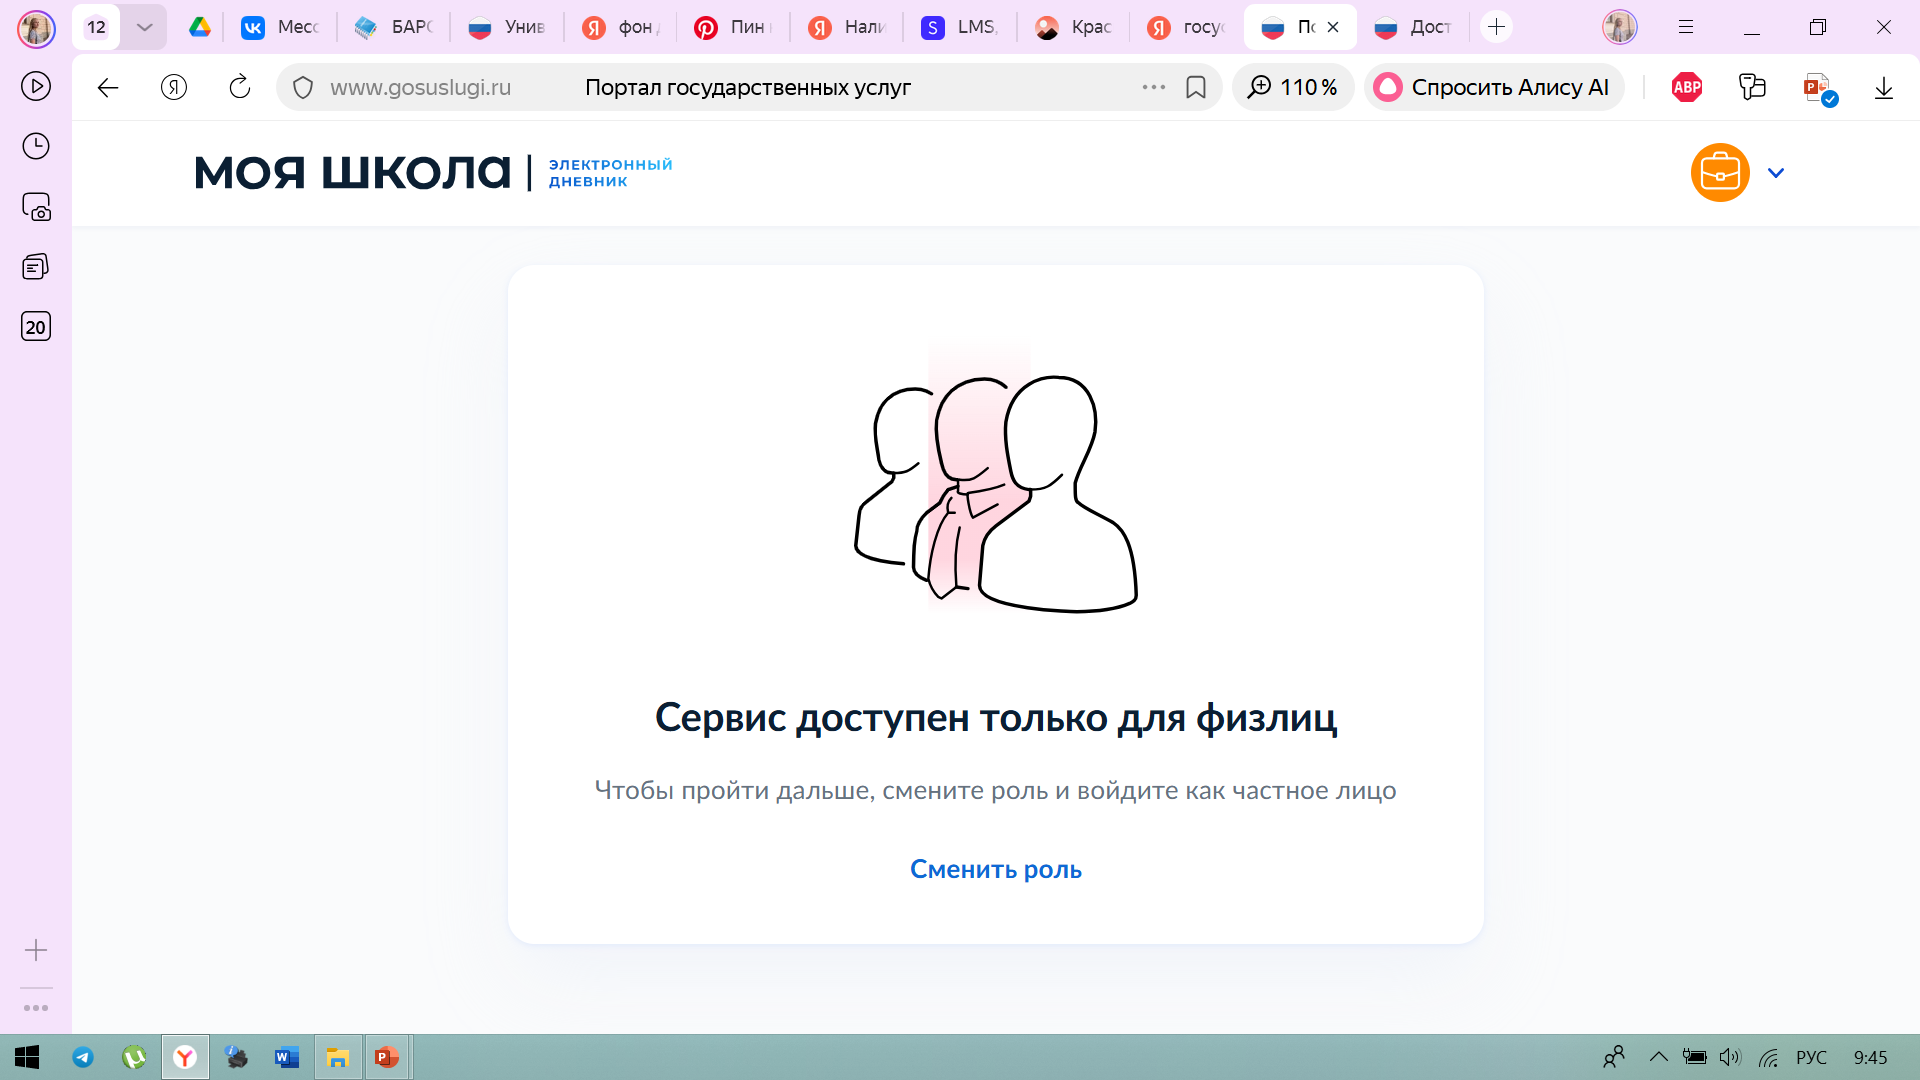 12
Месс
БАРС
Унив
фон д
Пин
Нали
LMS,
Крас
госус
По
Дост
www.gosuslugi.ru
Портал государственных услуг
110 %
Спросить Алису AI
ABP
20
МОЯ ШКОЛА
ЭЛЕКТРОННЫЙ
ДНЕВНИК
Сервис доступен только для физлиц
Чтобы пройти дальше, смените роль и войдите как частное лицо
Сменить роль
РУС
9:45